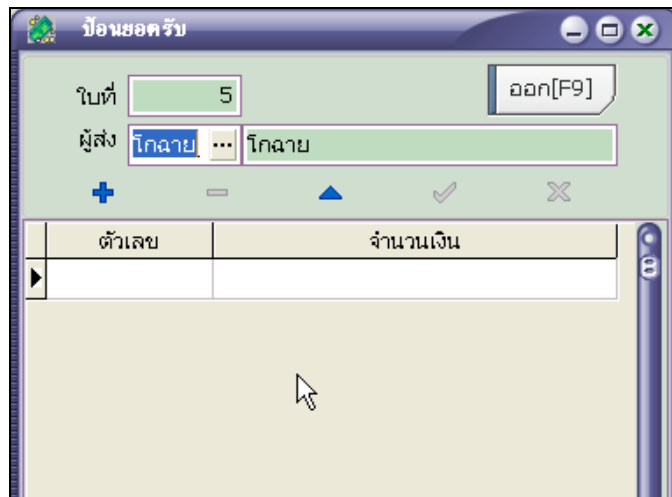 ป้อนยอดรับ
ใบที่ 5 ออก[F9]
ผู้ส่ง โกฉาย ... โกฉาย
ตัวเลข จำนวนเงิน